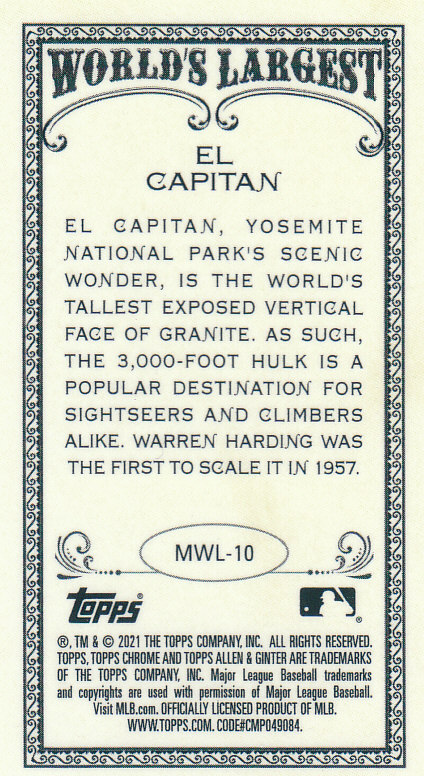 WORLD'S LARGEST
EL
CAPITAN
EL CAPITAN, YOSEMITE
NATIONAL PARK'S SCENIC
WONDER, IS THE WORLD'S
TALLEST EXPOSED VERTICAL
FACE OF GRANITE. AS SUCH,
THE 3,000-FOOT HULK IS A
POPULAR DESTINATION FOR
SIGHTSEERS AND CLIMBERS
ALIKE. WARREN HARDING WAS
THE FIRST TO SCALE IT IN 1957.
MWL-10
Topps®
®
®, TM & © 2021 THE TOPPS COMPANY, INC. ALL RIGHTS RESERVED.
TOPPS, TOPPS CHROME AND TOPPS ALLEN & GINTER ARE TRADEMARKS
OF THE TOPPS COMPANY, INC. Major League Baseball trademarks
and copyrights are used with permission of Major League Baseball.
Visit MLB.com. OFFICIALLY LICENSED PRODUCT OF MLB.
WWW.TOPPS.COM. CODE#CMP049084.